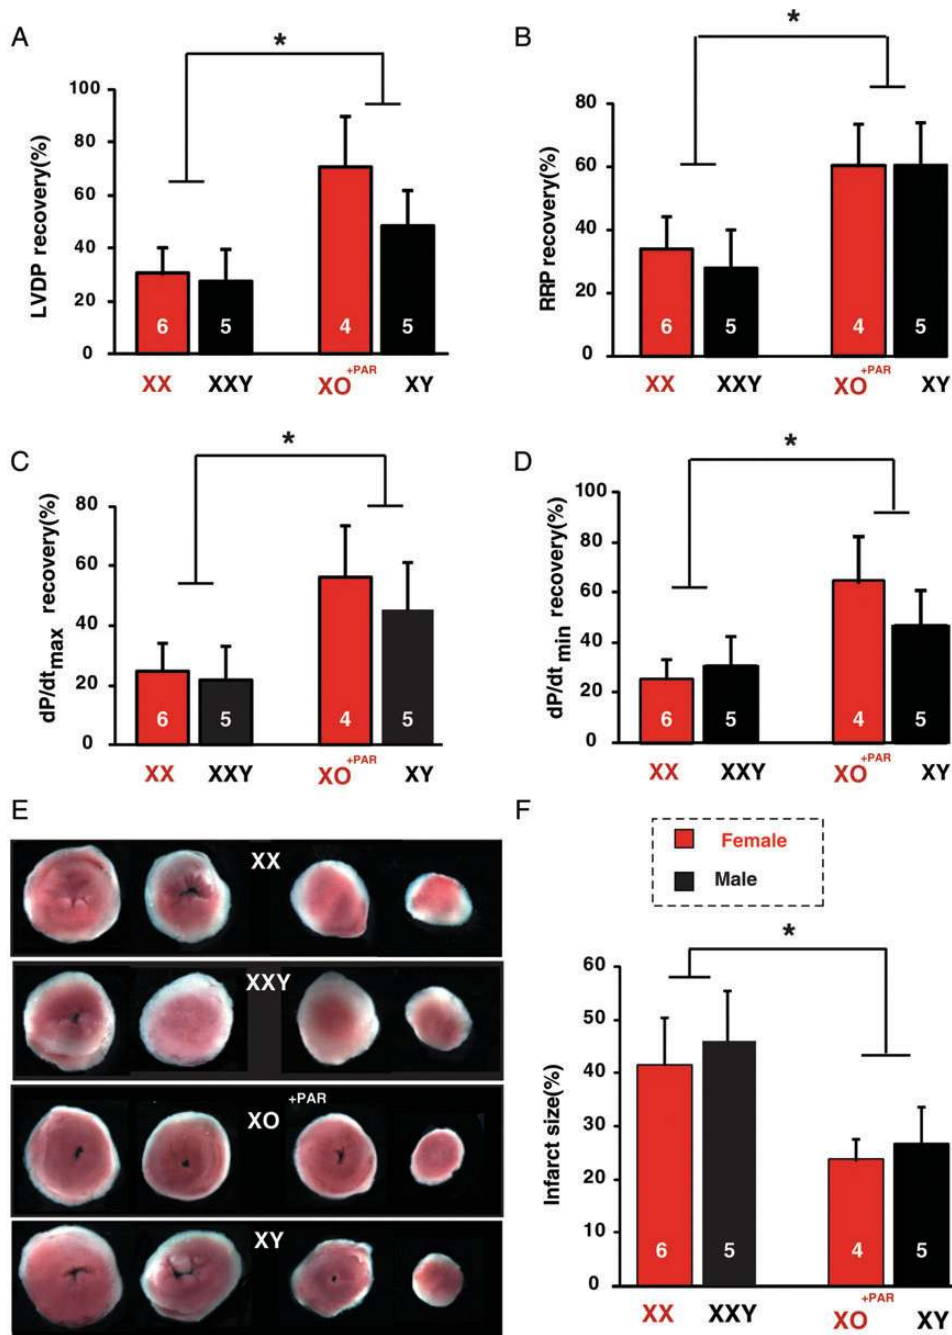 A
*
LVDP recovery(%)
100
80
60
40
20
0
6
5
4
5
XX
XXY
XO+PAR
XY
B
*
RRP recovery(%)
80
60
40
20
0
6
5
4
5
XX
XXY
XO+PAR
XY
C
*
dP/dtmax recovery(%)
80
60
40
20
0
6
5
4
5
XX
XXY
XO+PAR
XY
D
*
dP/dt min recovery(%)
100
80
60
40
20
0
6
5
4
5
XX
XXY
XO+PAR
XY
E
XX
XXY
XO+PAR
XY
F
Female
Male
*
Infarct size(%)
60
50
40
30
20
10
0
6
5
4
5
XX
XXY
XO+PAR
XY